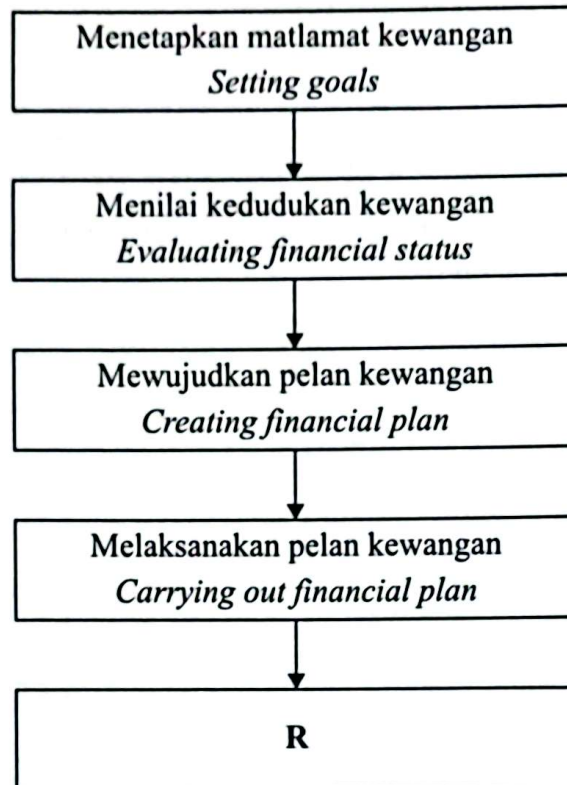 Menetapkan matlamat kewangan
Setting goals
Menilai kedudukan kewangan
Evaluating financial status
Mewujudkan pelan kewangan
Creating financial plan
Melaksanakan pelan kewangan
Carrying out financial plan
R